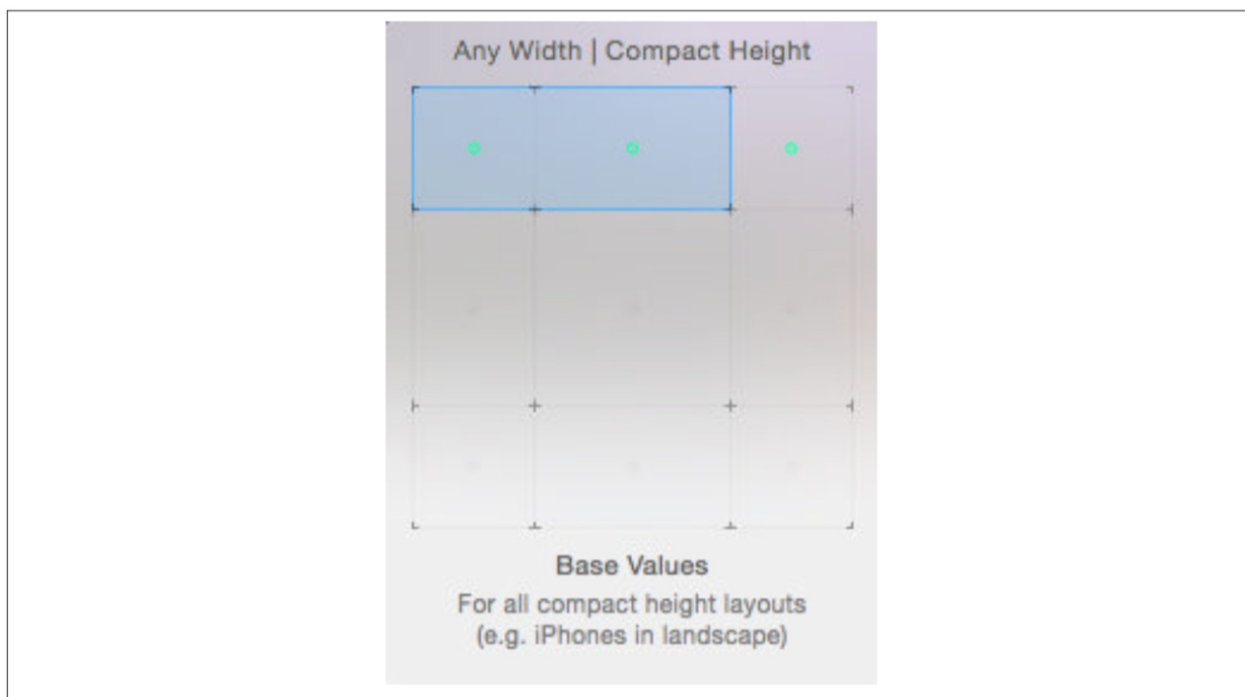 Any Width | Compact Height
Base Values
For all compact height layouts
(e.g. iPhones in landscape)